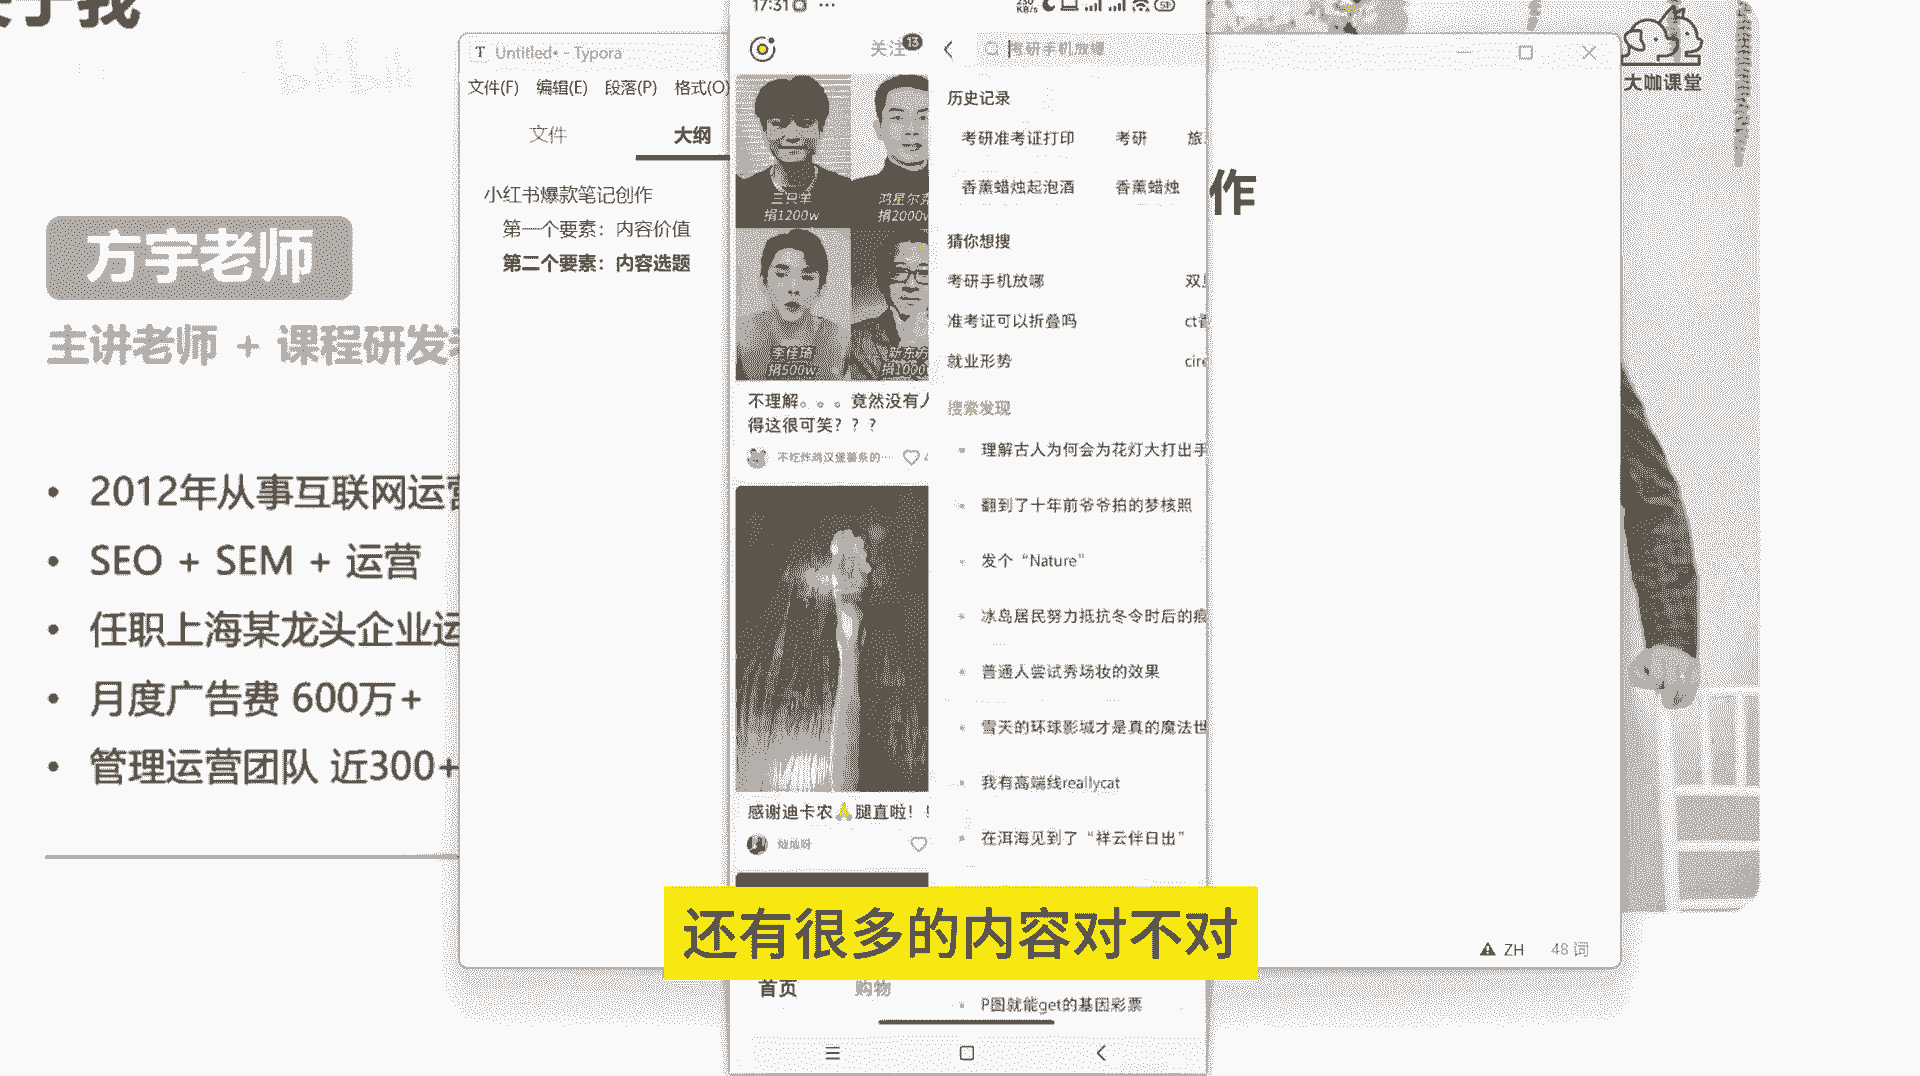 于我
bilibili
方宇老师
主讲老师 + 课程研发
• 2012年从事互联网运营
• SEO + SEM + 运营
• 任职上海某龙头企业运
• 月度广告费 600万+
• 管理运营团队 近300+
T Untitled• - Typora
文件(F) 编辑(E) 段落(P) 格式(O)
文件 大纲
小红书爆款笔记创作
第一个要素：内容价值
第二个要素：内容选题
17:31
KB/s
51
关注 13
三只羊
捐1200w
鸿星尔克
捐2000w
李佳琦
捐500w
捐1000
不理解。。。竟然没有人
得这很可笑？？？
不吃炸鸡汉堡薯条的…
感谢迪卡农🙏腿直啦！！
首页 购物
考研手机放哪
历史记录
考研准考证打印 考研 旅
香薰蜡烛起泡酒 香薰蜡烛
猜你想搜
考研手机放哪 双
准考证可以折叠吗 ct
就业形势 cire
搜索发现
理解古人为何会为花灯大打出手
翻到了十年前爷爷拍的梦核照
发个“Nature”
冰岛居民努力抵抗冬令时后的痕
普通人尝试秀场妆的效果
雪天的环球影城才是真的魔法世
我有高端线reallycat
在洱海见到了“祥云伴日出”
P图就能get的基因彩票
还有很多的内容对不对
作
ZH 48 词
大咖课堂